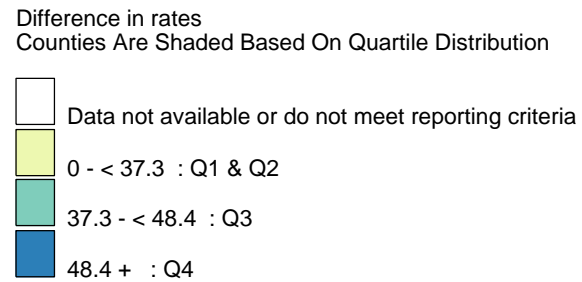 Difference in rates
Counties Are Shaded Based On Quartile Distribution
Data not available or do not meet reporting criteria
0 - < 37.3 : Q1 & Q2
37.3 - < 48.4 : Q3
48.4 + : Q4